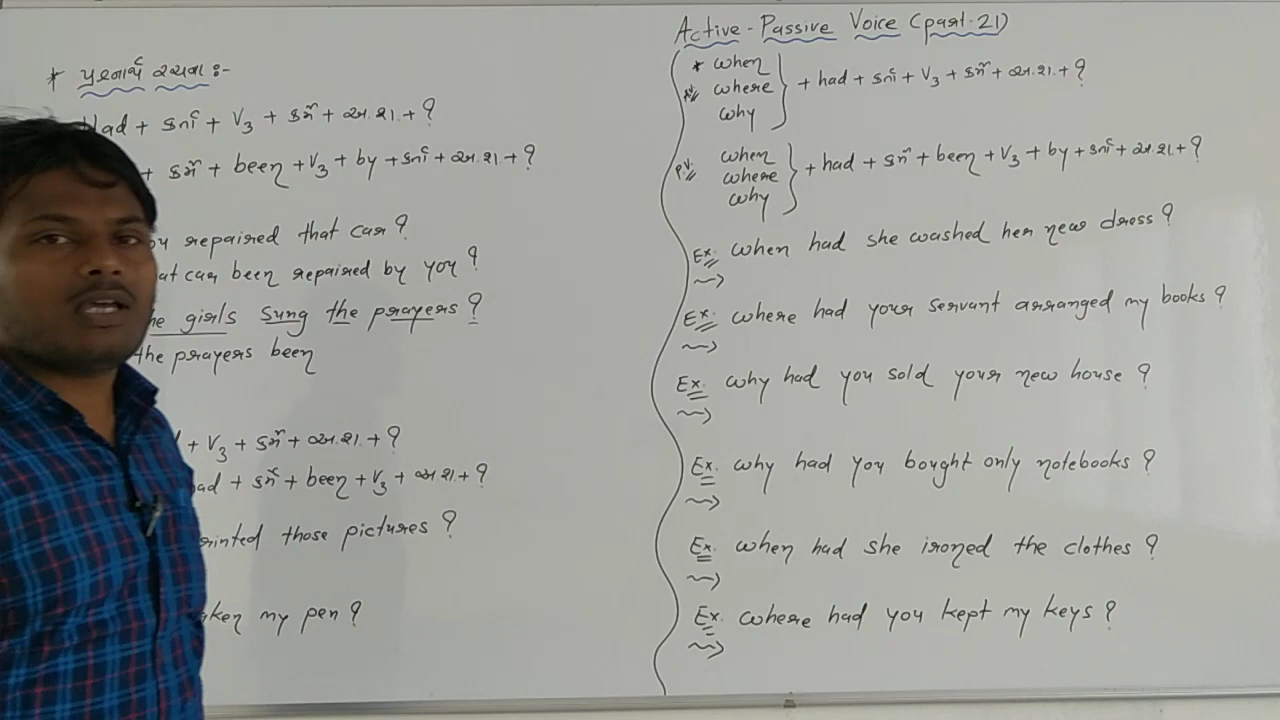 * પ્રશ્નાર્થ રચના :-
Had + કર્તા + V3 + કર્મ + અ.શ. + ?
+ કર્મ + been + V3 + by + કર્તા + અ.શ. + ?
repaired that car ?
car been repaired by you ?
girls sung the prayers ?
the prayers been
+ V3 + કર્મ + અ.શ. + ?
+ કર્મ + been + V3 + અ.શ. + ?
those pictures ?
my pen ?
Active - Passive Voice (part-21)
* when
where
why
+ had + કર્તા + V3 + કર્મ + અ.શ. + ?
P.V. when
where
why
+ had + કર્મ + been + V3 + by + કર્તા + અ.શ. + ?
Ex. when had she washed her new dress ?
Ex. where had your servant arranged my books ?
Ex. why had you sold your new house ?
Ex. why had you bought only notebooks ?
Ex. when had she ironed the clothes ?
Ex. where had you kept my keys ?